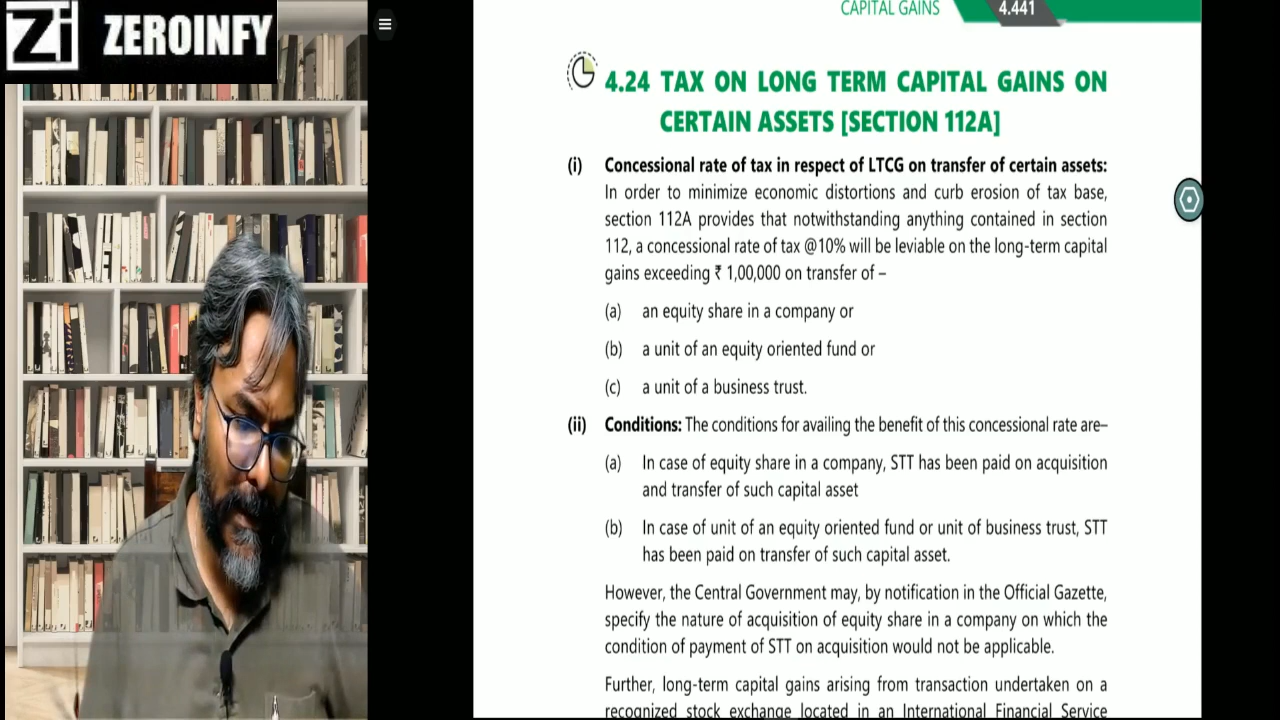 Zi ZEROINFY
CAPITAL GAINS 4.441
4.24 TAX ON LONG TERM CAPITAL GAINS ON
CERTAIN ASSETS [SECTION 112A]
(i) Concessional rate of tax in respect of LTCG on transfer of certain assets:
In order to minimize economic distortions and curb erosion of tax base,
section 112A provides that notwithstanding anything contained in section
112, a concessional rate of tax @10% will be leviable on the long-term capital
gains exceeding ₹ 1,00,000 on transfer of –
(a) an equity share in a company or
(b) a unit of an equity oriented fund or
(c) a unit of a business trust.
(ii) Conditions: The conditions for availing the benefit of this concessional rate are–
(a) In case of equity share in a company, STT has been paid on acquisition
and transfer of such capital asset
(b) In case of unit of an equity oriented fund or unit of business trust, STT
has been paid on transfer of such capital asset.
However, the Central Government may, by notification in the Official Gazette,
specify the nature of acquisition of equity share in a company on which the
condition of payment of STT on acquisition would not be applicable.
Further, long-term capital gains arising from transaction undertaken on a
recognized stock exchange located in an International Financial Service